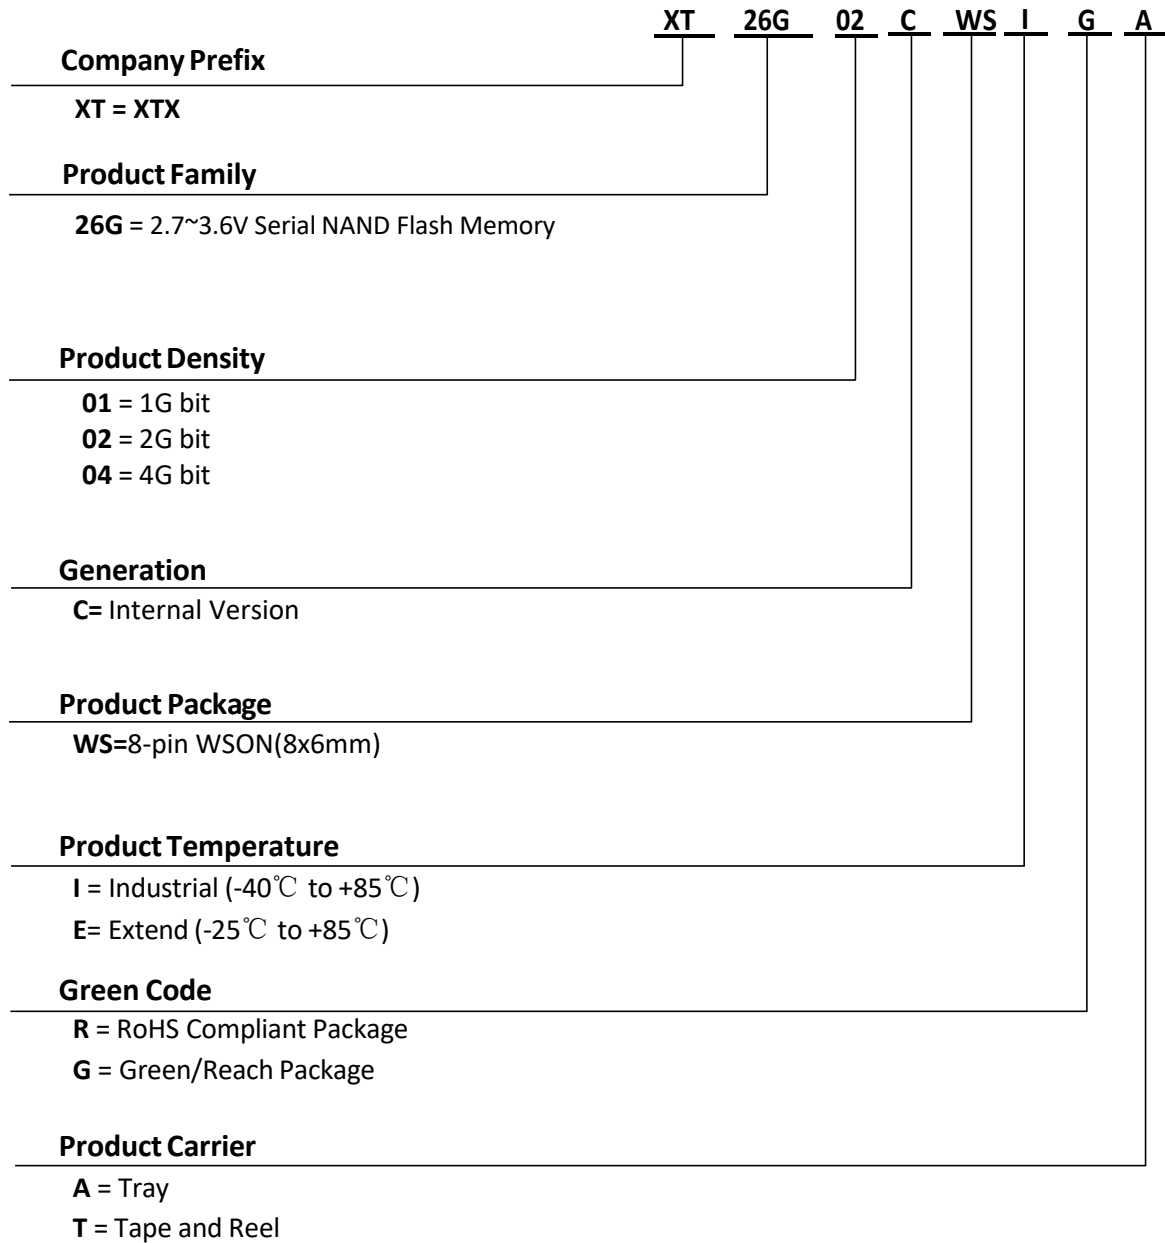 XT 26G 02 C WS I G A
Company Prefix
XT = XTX
Product Family
26G = 2.7~3.6V Serial NAND Flash Memory
Product Density
01 = 1G bit
02 = 2G bit
04 = 4G bit
Generation
C= Internal Version
Product Package
WS=8-pin WSON(8x6mm)
Product Temperature
I = Industrial (-40℃ to +85℃)
E= Extend (-25℃ to +85℃)
Green Code
R = RoHS Compliant Package
G = Green/Reach Package
Product Carrier
A = Tray
T = Tape and Reel